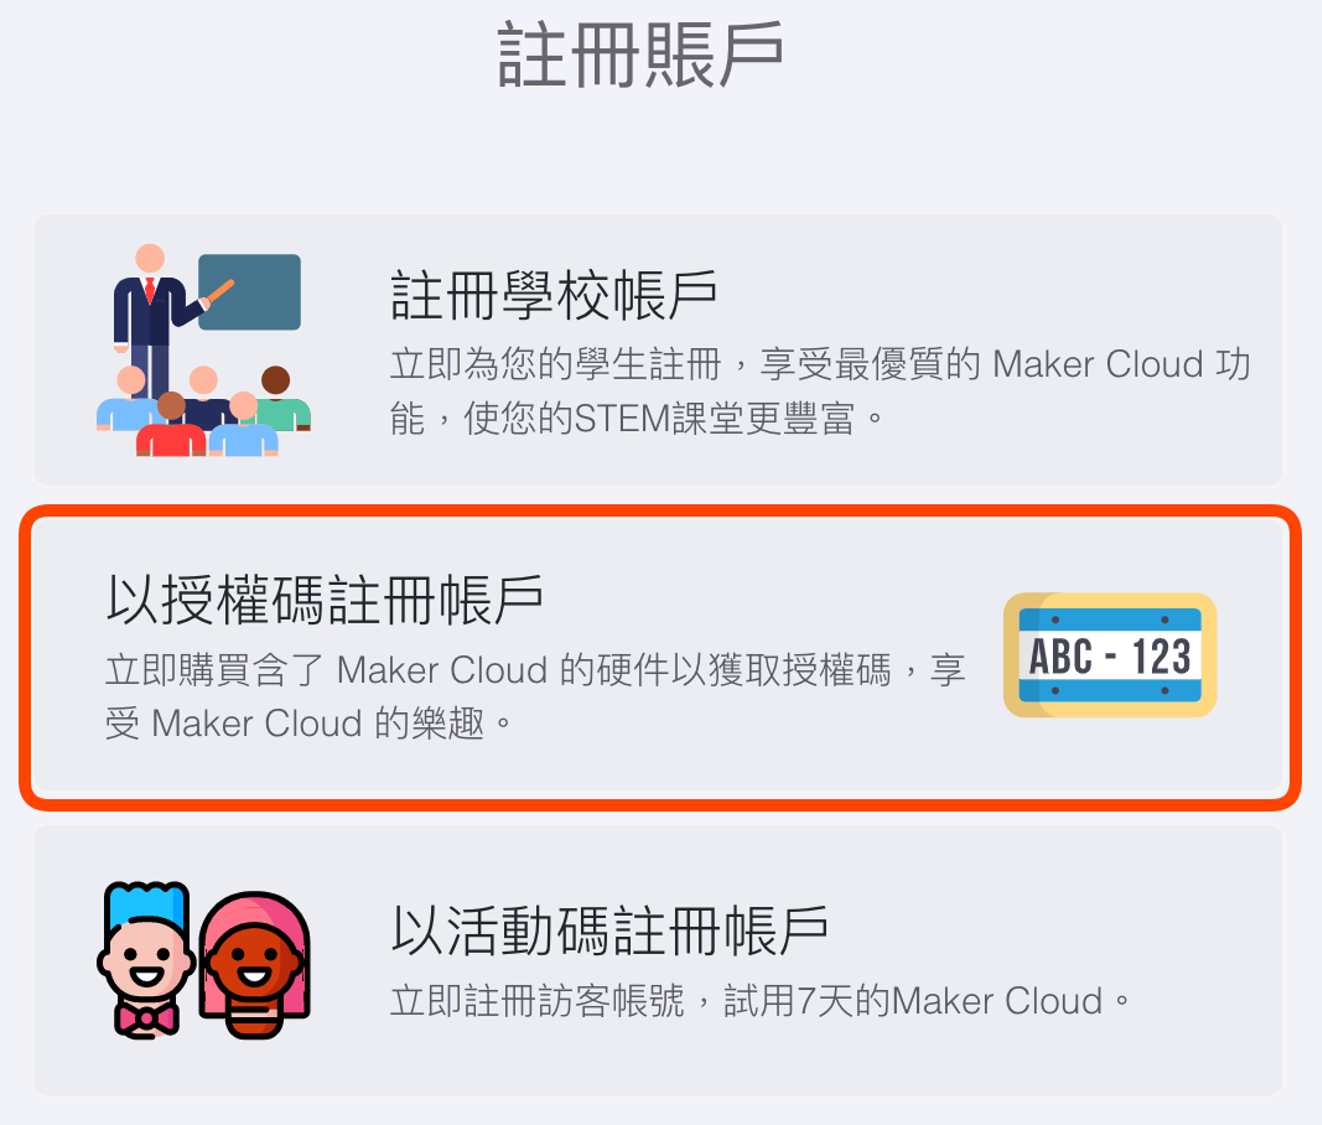 註冊賬戶
註冊學校帳戶
立即為您的學生註冊，享受最優質的 Maker Cloud 功
能，使您的STEM課堂更豐富。
以授權碼註冊帳戶
立即購買含了 Maker Cloud 的硬件以獲取授權碼，享
受 Maker Cloud 的樂趣。
ABC - 123
以活動碼註冊帳戶
立即註冊訪客帳號，試用7天的Maker Cloud。